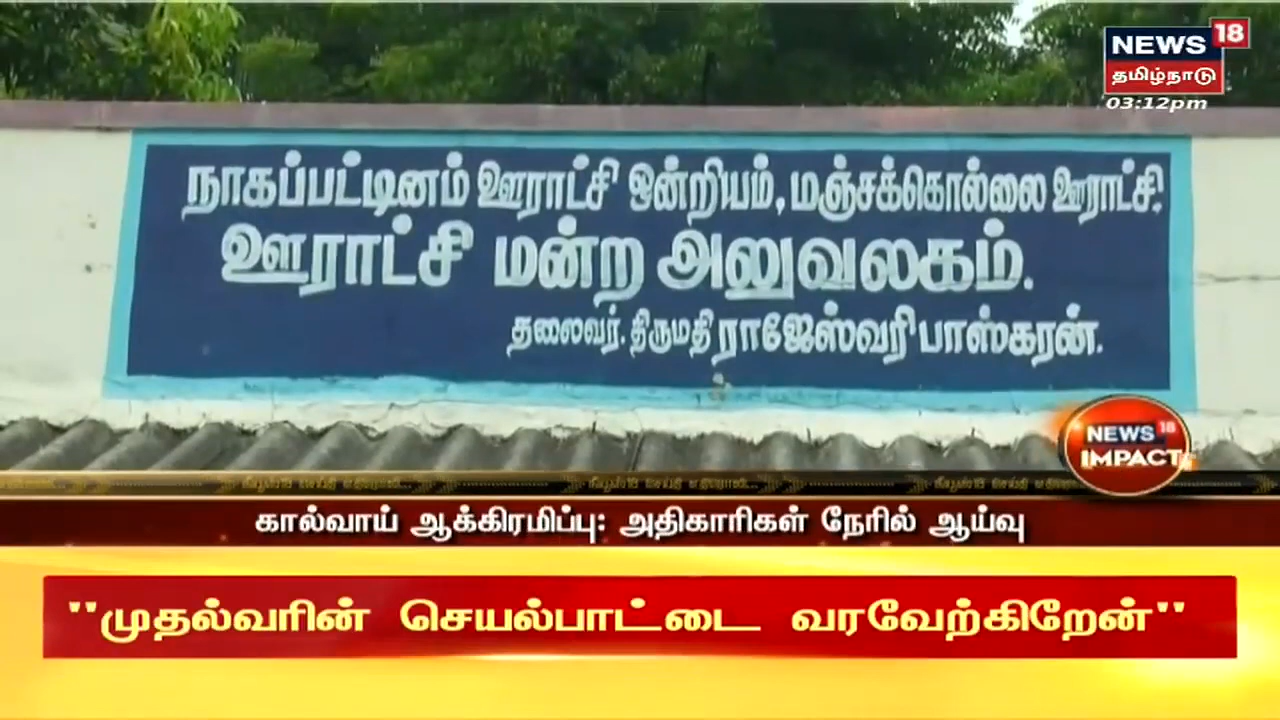 NEWS 18
தமிழ்நாடு
03:12pm
நாகப்பட்டினம் ஊராட்சி ஒன்றியம், மஞ்சக்கொல்லை ஊராட்சி.
ஊராட்சி மன்ற அலுவலகம்.
தலைவர். திருமதி ராஜேஸ்வரி பாஸ்கரன்.
NEWS 18
IMPACT
கால்வாய் ஆக்கிரமிப்பு: அதிகாரிகள் நேரில் ஆய்வு
"முதல்வரின் செயல்பாட்டை வரவேற்கிறேன்"